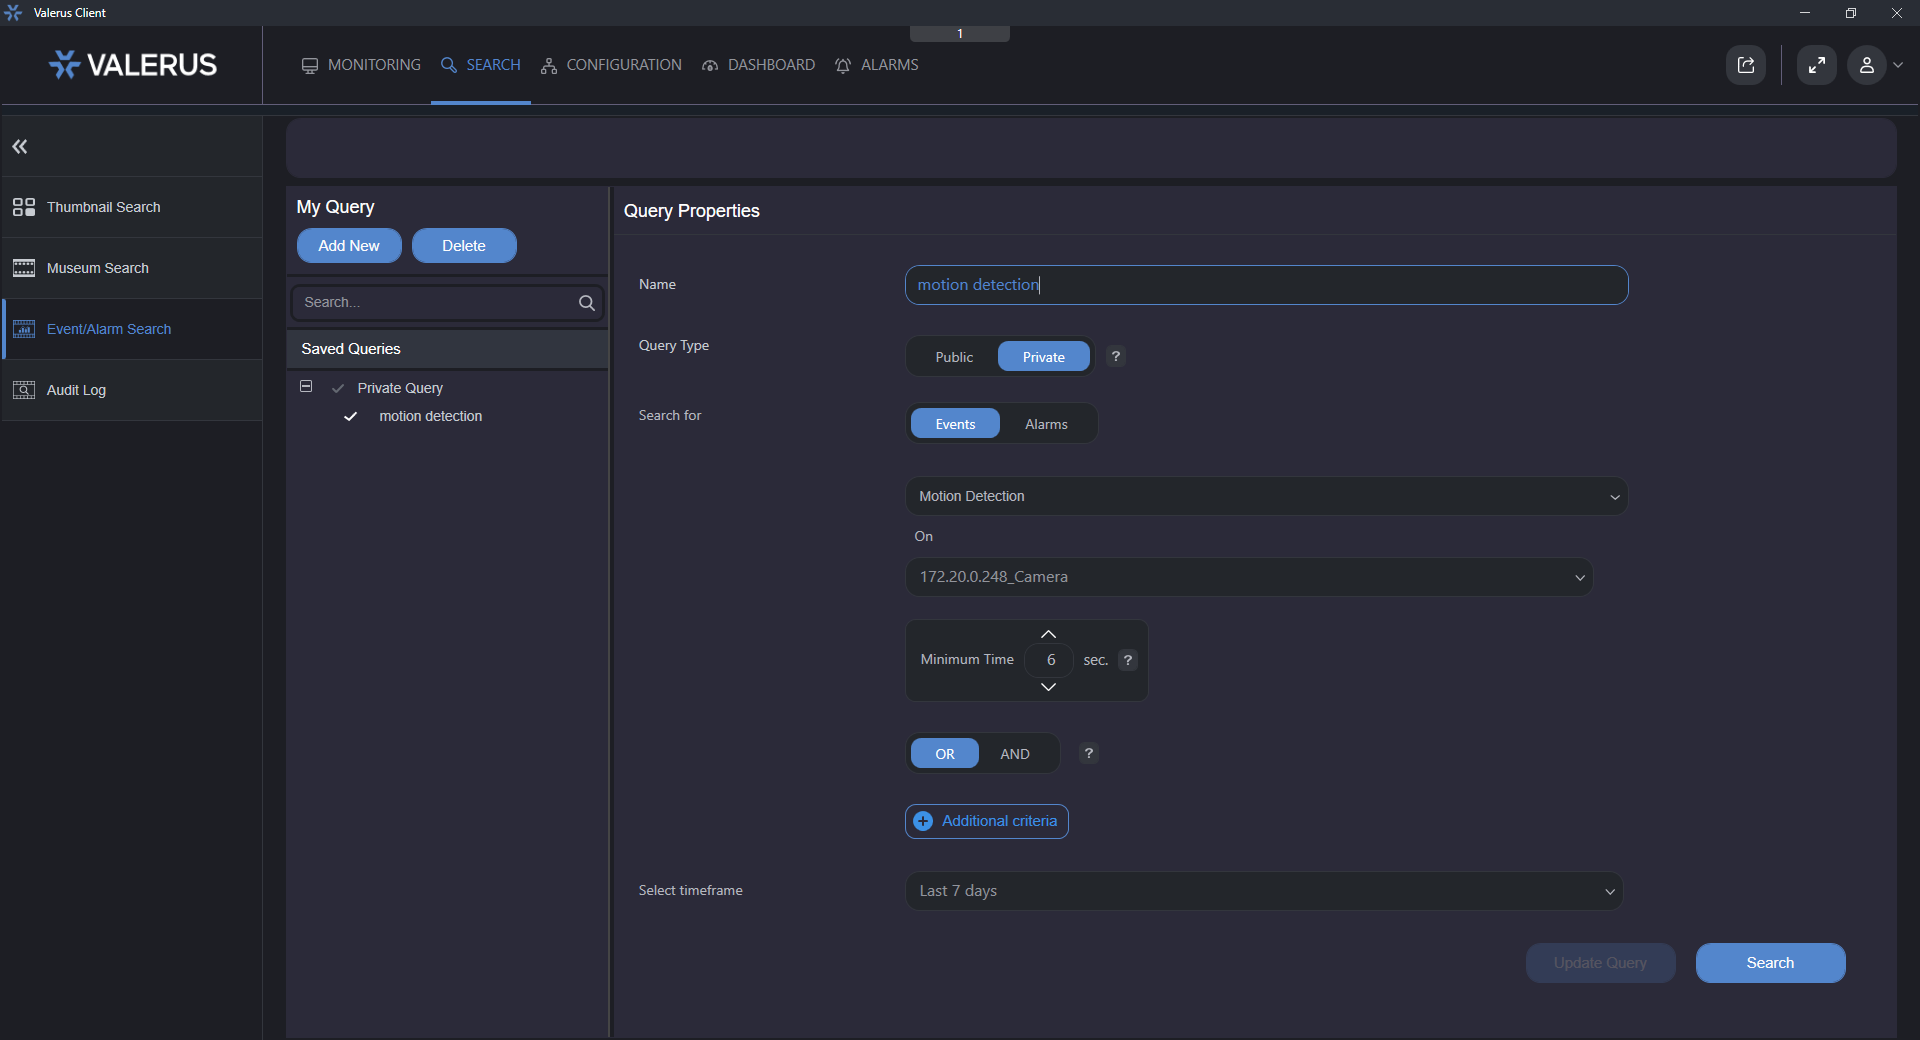 Valerus Client
1
VALERUS
MONITORING
SEARCH
CONFIGURATION
DASHBOARD
ALARMS
Thumbnail Search
Museum Search
Event/Alarm Search
Audit Log
My Query
Add New
Delete
Search...
Saved Queries
Private Query
motion detection
Query Properties
Name
motion detection
Query Type
Public
Private
?
Search for
Events
Alarms
Motion Detection
On
172.20.0.248_Camera
Minimum Time
6
sec.
?
OR
AND
?
Additional criteria
Select timeframe
Last 7 days
Update Query
Search